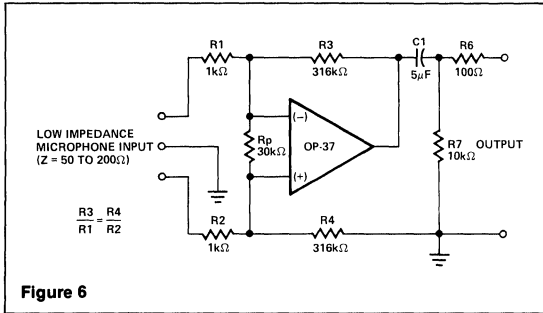 R1
1kΩ
R3
316kΩ
C1
5μF
R6
100Ω
LOW IMPEDANCE
MICROPHONE INPUT
(Z = 50 TO 200Ω)
Rp
30kΩ
(−)
OP-37
(+)
R7
10kΩ
OUTPUT
R3/R1 = R4/R2
R2
1kΩ
R4
316kΩ
Figure 6